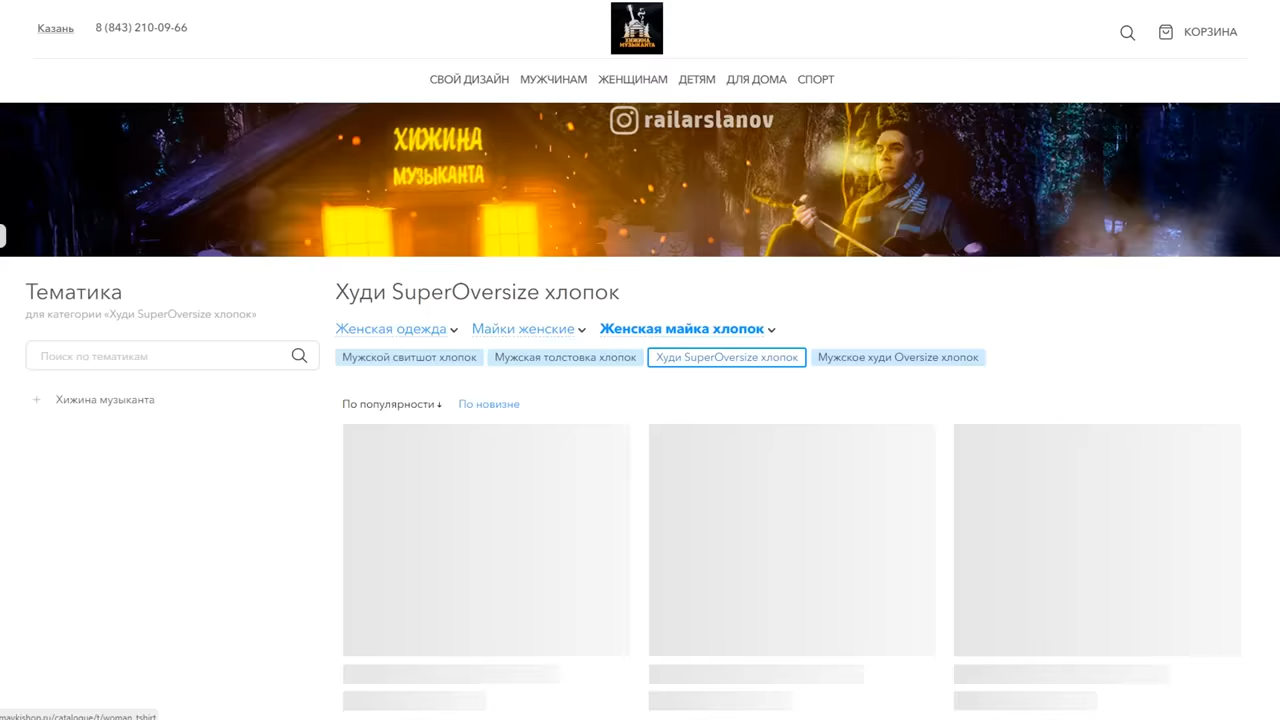 Казань 8 (843) 210-09-66
ХИЖИНА
МУЗЫКАНТА
КОРЗИНА
СВОЙ ДИЗАЙН МУЖЧИНАМ ЖЕНЩИНАМ ДЕТЯМ ДЛЯ ДОМА СПОРТ
railarslanov
ХИЖИНА
МУЗЫКАНТА
Тематика
для категории «Худи SuperOversize хлопок»
Поиск по тематикам
+ Хижина музыканта
Худи SuperOversize хлопок
Женская одежда Майки женские Женская майка хлопок
Мужской свитшот хлопок Мужская толстовка хлопок Худи SuperOversize хлопок Мужское худи Oversize хлопок
По популярности ↓ По новизне
maykishop.ru/catalogue/t/woman_tshirt